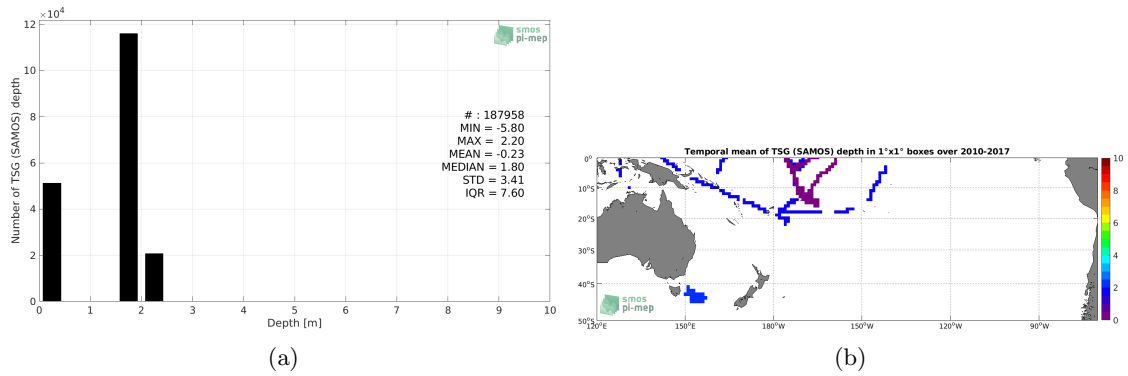 ×10⁴
12
10
8
6
4
2
0
Number of TSG (SAMOS) depth
smos
pi-mep
# : 187958
MIN = -5.80
MAX = 2.20
MEAN = -0.23
MEDIAN = 1.80
STD = 3.41
IQR = 7.60
0 1 2 3 4 5 6 7 8 9 10
Depth [m]
(a)
Temporal mean of TSG (SAMOS) depth in 1°x1° boxes over 2010-2017
0°
10°S
20°S
30°S
40°S
50°S
120°E 150°E 180°W 150°W 120°W 90°W
smos
pi-mep
10
8
6
4
2
0
(b)